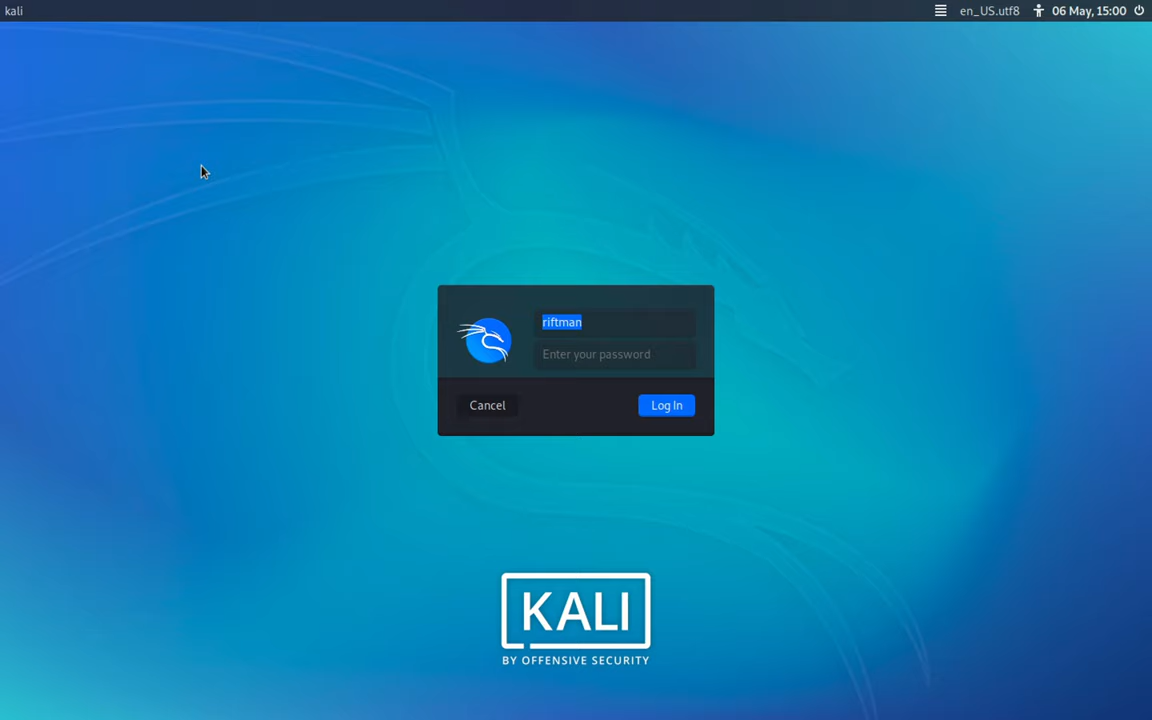 kali
en_US.utf8
06 May, 15:00
riftman
Enter your password
Cancel
Log In
KALI
BY OFFENSIVE SECURITY